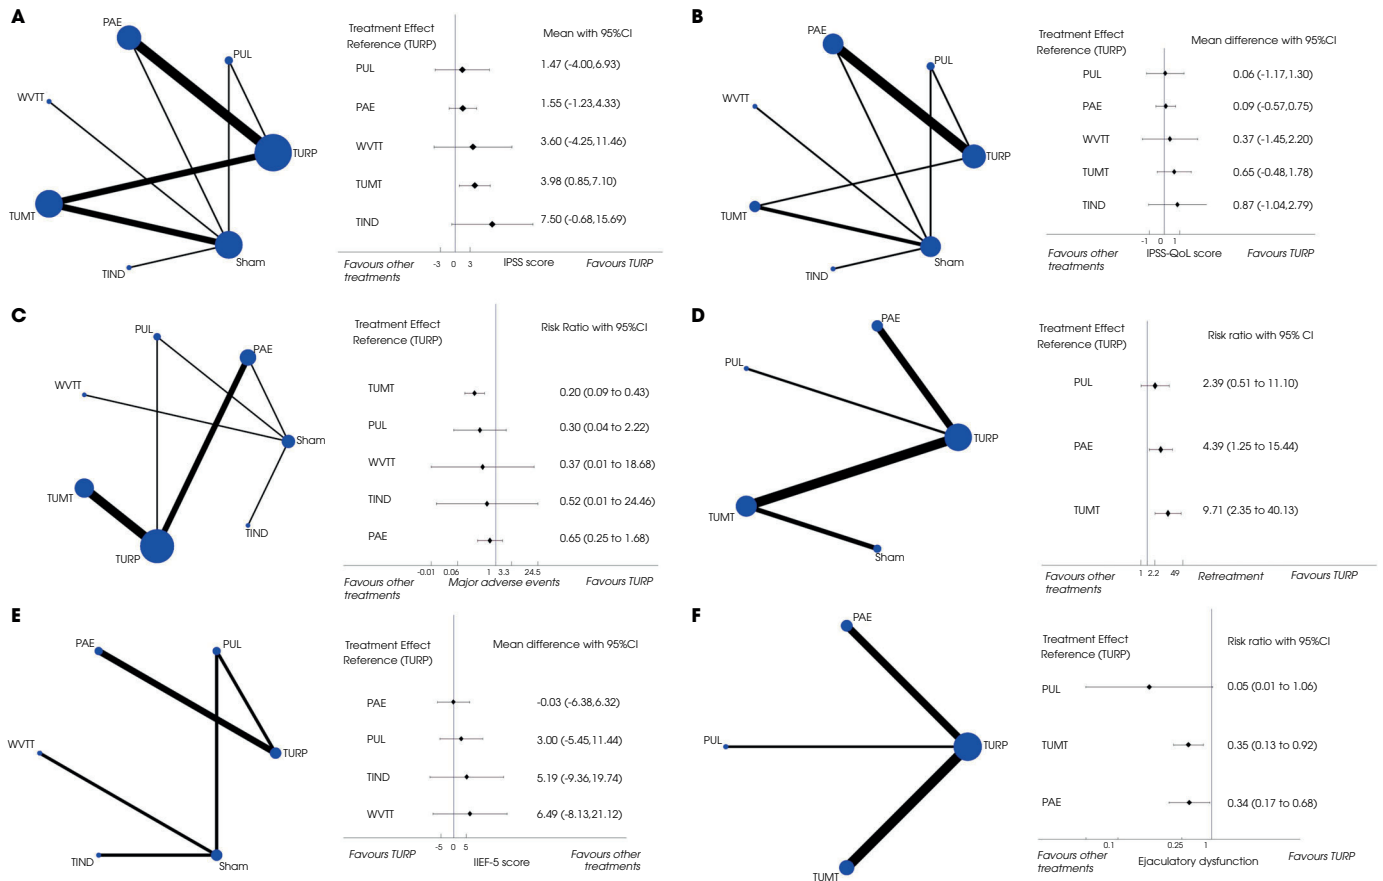 A
PAE
PUL
WVTT
TURP
TUMT
Sham
TIND
Treatment Effect
Reference (TURP)
Mean with 95%CI
PUL
1.47 (-4.00,6.93)
PAE
1.55 (-1.23,4.33)
WVTT
3.60 (-4.25,11.46)
TUMT
3.98 (0.85,7.10)
TIND
7.50 (-0.68,15.69)
-3 0 3
Favours other
treatments
IPSS score
Favours TURP
B
PAE
PUL
WVTT
TURP
TUMT
Sham
TIND
Treatment Effect
Reference (TURP)
Mean difference with 95%CI
PUL
0.06 (-1.17,1.30)
PAE
0.09 (-0.57,0.75)
WVTT
0.37 (-1.45,2.20)
TUMT
0.65 (-0.48,1.78)
TIND
0.87 (-1.04,2.79)
-1 0 1
Favours other
treatments
IPSS-QoL score
Favours TURP
C
PUL
PAE
WVTT
Sham
TUMT
TIND
TURP
Treatment Effect
Reference (TURP)
Risk Ratio with 95%CI
TUMT
0.20 (0.09 to 0.43)
PUL
0.30 (0.04 to 2.22)
WVTT
0.37 (0.01 to 18.68)
TIND
0.52 (0.01 to 24.46)
PAE
0.65 (0.25 to 1.68)
-0.01 0.06 1 3.3 24.5
Favours other
treatments
Major adverse events
Favours TURP
D
PAE
PUL
TURP
TUMT
Sham
Treatment Effect
Reference (TURP)
Risk ratio with 95% CI
PUL
2.39 (0.51 to 11.10)
PAE
4.39 (1.25 to 15.44)
TUMT
9.71 (2.35 to 40.13)
1 2.2 49
Favours other
treatments
Retreatment
Favours TURP
E
PAE
PUL
WVTT
TURP
TIND
Sham
Treatment Effect
Reference (TURP)
Mean difference with 95%CI
PAE
-0.03 (-6.38,6.32)
PUL
3.00 (-5.45,11.44)
TIND
5.19 (-9.36,19.74)
WVTT
6.49 (-8.13,21.12)
-5 0 5
Favours TURP
IIEF-5 score
Favours other
treatments
F
PAE
PUL
TURP
TUMT
Treatment Effect
Reference (TURP)
Risk ratio with 95%CI
PUL
0.05 (0.01 to 1.06)
TUMT
0.35 (0.13 to 0.92)
PAE
0.34 (0.17 to 0.68)
0.1 0.25 1
Favours other
treatments
Ejaculatory dysfunction
Favours TURP